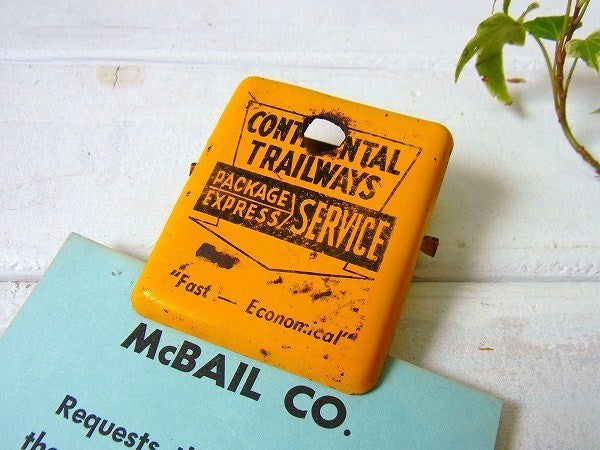 CONTINENTAL
TRAILWAYS
PACKAGE
EXPRESS
SERVICE
"Fast — Economical"
McBAIL CO.
Requests